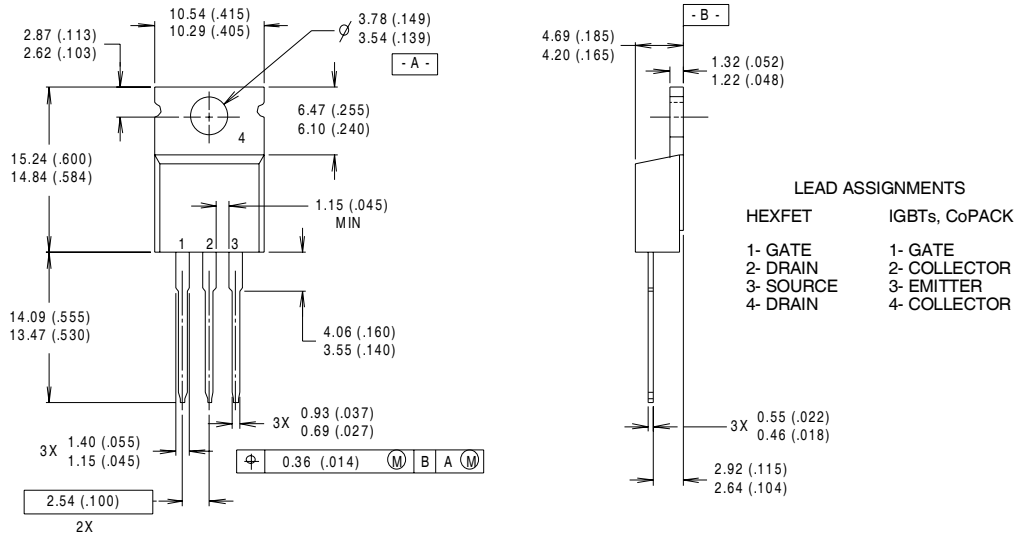 10.54 (.415)
10.29 (.405)
3.78 (.149)
3.54 (.139)
- A -
2.87 (.113)
2.62 (.103)
6.47 (.255)
6.10 (.240)
4
15.24 (.600)
14.84 (.584)
1.15 (.045)
MIN
1 2 3
14.09 (.555)
13.47 (.530)
4.06 (.160)
3.55 (.140)
3X 0.93 (.037)
0.69 (.027)
3X 1.40 (.055)
1.15 (.045)
⌖ 0.36 (.014) Ⓜ B A Ⓜ
2.54 (.100)
2X
- B -
4.69 (.185)
4.20 (.165)
1.32 (.052)
1.22 (.048)
3X 0.55 (.022)
0.46 (.018)
2.92 (.115)
2.64 (.104)
LEAD ASSIGNMENTS
HEXFET
1- GATE
2- DRAIN
3- SOURCE
4- DRAIN
IGBTs, CoPACK
1- GATE
2- COLLECTOR
3- EMITTER
4- COLLECTOR